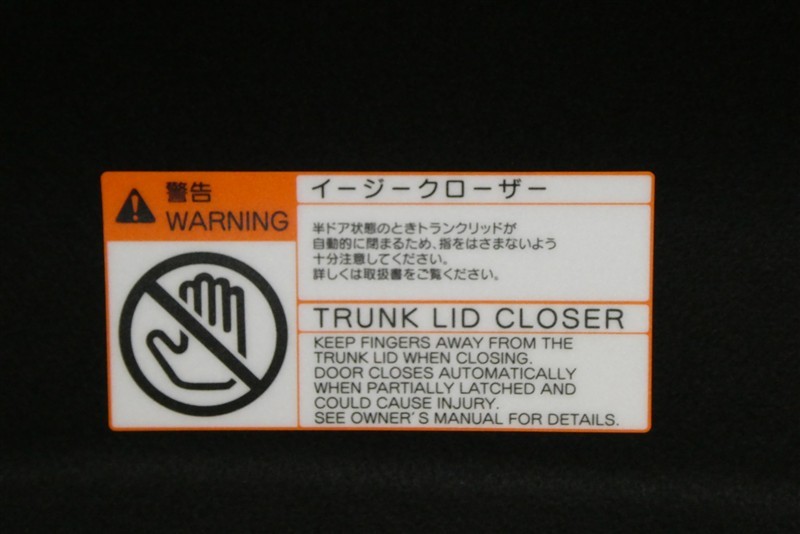 警告
WARNING
イージークローザー
半ドア状態のときトランクリッドが
自動的に閉まるため、指をはさまないよう
十分注意してください。
詳しくは取扱書をご覧ください。
TRUNK LID CLOSER
KEEP FINGERS AWAY FROM THE
TRUNK LID WHEN CLOSING.
DOOR CLOSES AUTOMATICALLY
WHEN PARTIALLY LATCHED AND
COULD CAUSE INJURY.
SEE OWNER'S MANUAL FOR DETAILS.